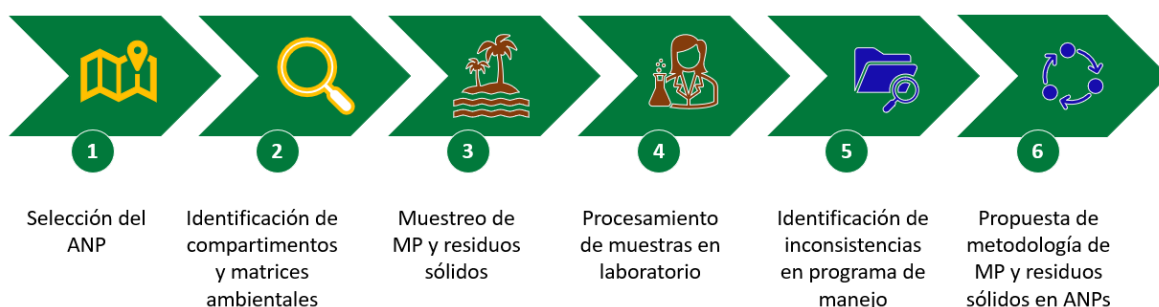 1
2
3
4
5
6
Selección del
ANP
Identificación de
compartimentos
y matrices
ambientales
Muestreo de
MP y residuos
sólidos
Procesamiento
de muestras en
laboratorio
Identificación de
inconsistencias
en programa de
manejo
Propuesta de
metodología de
MP y residuos
sólidos en ANPs